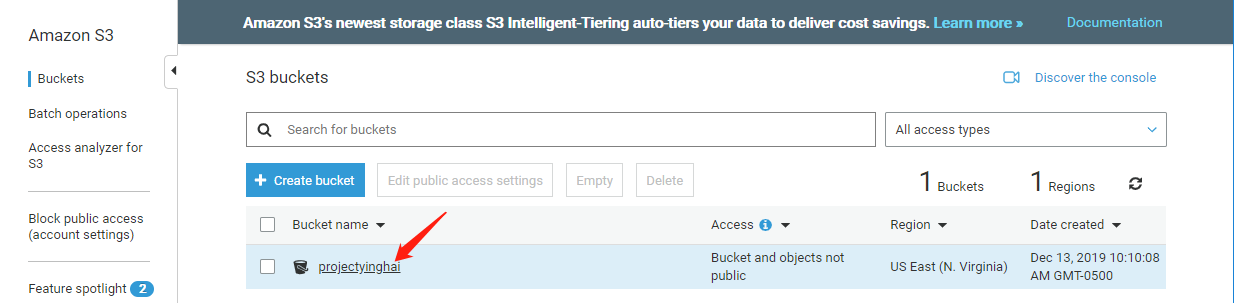 Amazon S3's newest storage class S3 Intelligent-Tiering auto-tiers your data to deliver cost savings. Learn more »
Documentation
Amazon S3
Buckets
Batch operations
Access analyzer for
S3
Block public access
(account settings)
Feature spotlight 2
S3 buckets
Discover the console
Search for buckets
All access types
+ Create bucket
Edit public access settings
Empty
Delete
1 Buckets
1 Regions
Bucket name
Access
Region
Date created
projectyinghai
Bucket and objects not
public
US East (N. Virginia)
Dec 13, 2019 10:10:08
AM GMT-0500